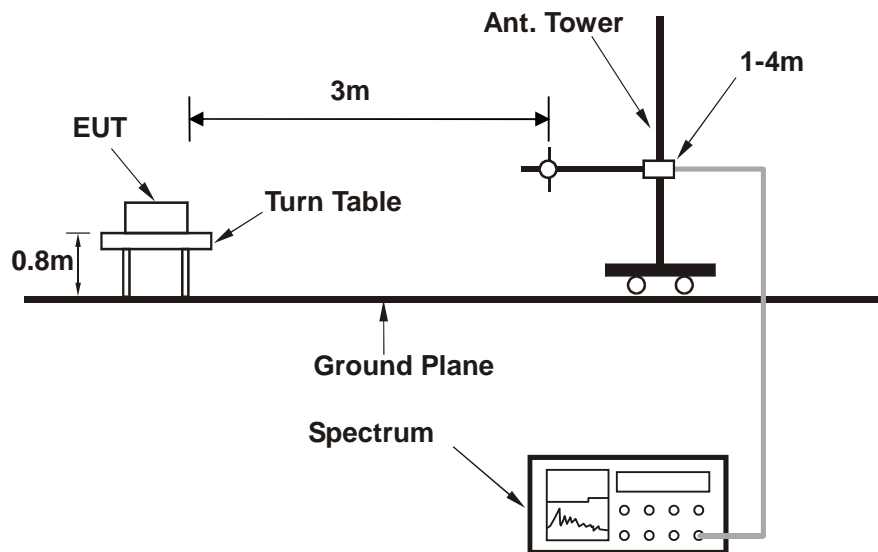 Ant. Tower
1-4m
3m
EUT
Turn Table
0.8m
Ground Plane
Spectrum